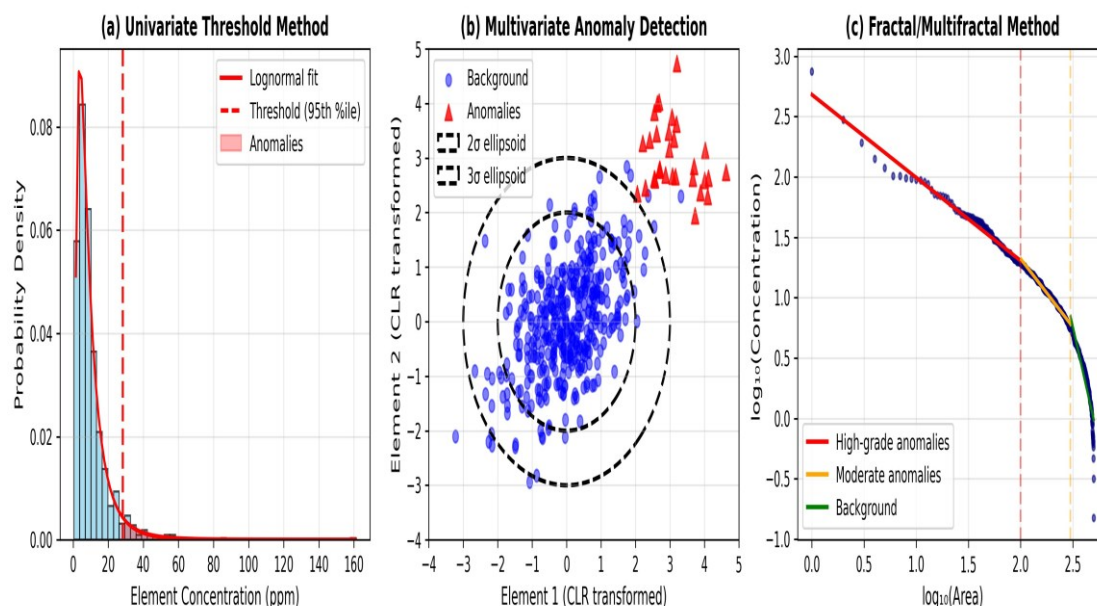 (a) Univariate Threshold Method
Probability Density
0.08
0.06
0.04
0.02
0.00
Lognormal fit
Threshold (95th %ile)
Anomalies
0 20 40 60 80 100 120 140 160
Element Concentration (ppm)
(b) Multivariate Anomaly Detection
Element 2 (CLR transformed)
5
4
3
2
1
0
−1
−2
−3
−4
Background
Anomalies
2σ ellipsoid
3σ ellipsoid
−4 −3 −2 −1 0 1 2 3 4 5
Element 1 (CLR transformed)
(c) Fractal/Multifractal Method
log₁₀(Concentration)
3.0
2.5
2.0
1.5
1.0
0.5
0.0
−0.5
−1.0
High-grade anomalies
Moderate anomalies
Background
0.0 0.5 1.0 1.5 2.0 2.5
log₁₀(Area)